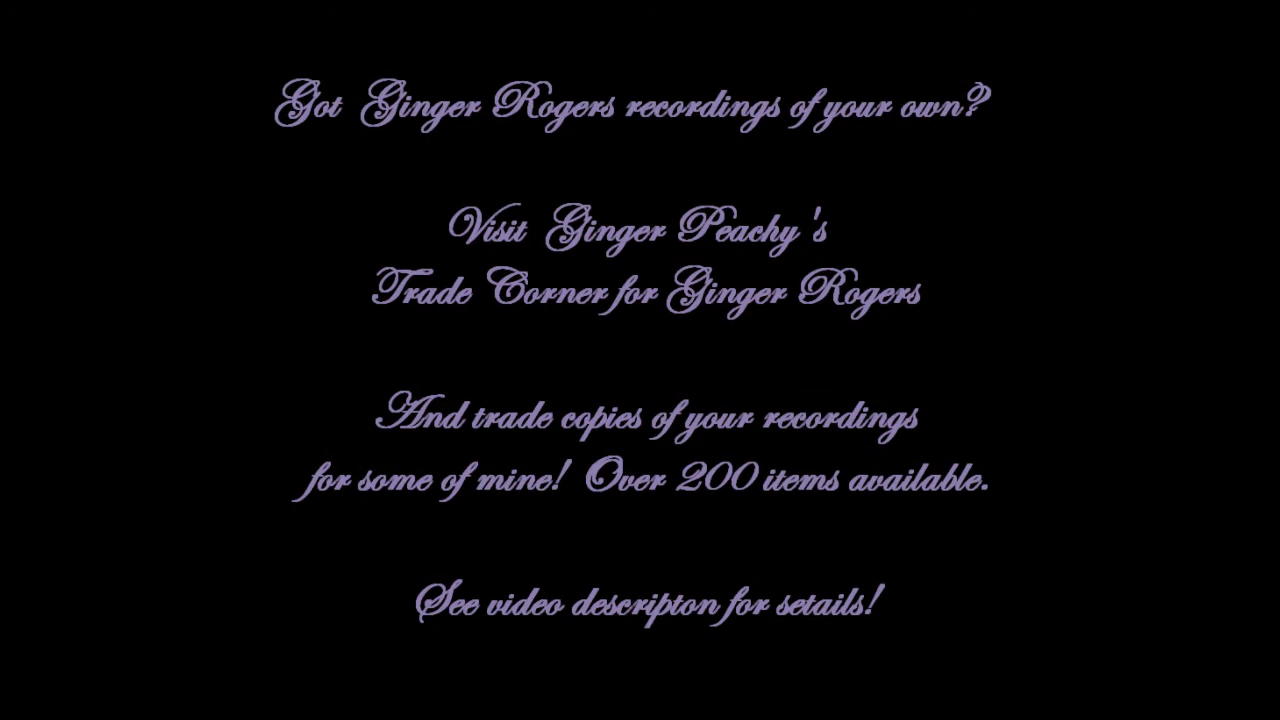 Got Ginger Rogers recordings of your own?
Visit Ginger Peachy's
Trade Corner for Ginger Rogers
And trade copies of your recordings
for some of mine! Over 200 items available.
See video descripton for setails!